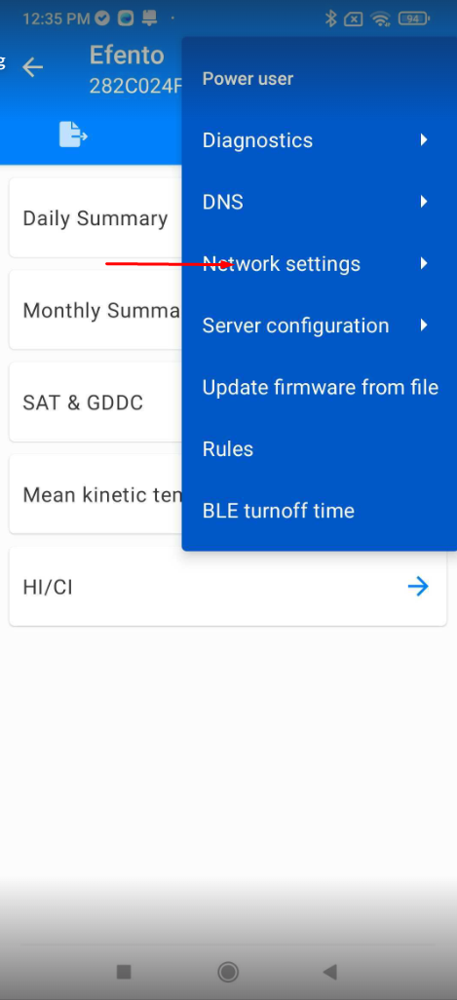 12:35 PM
94
g
Efento
282C024F
Power user
Diagnostics
DNS
Network settings
Server configuration
Update firmware from file
Rules
BLE turnoff time
Daily Summary
Monthly Summa
SAT & GDDC
Mean kinetic ten
HI/CI